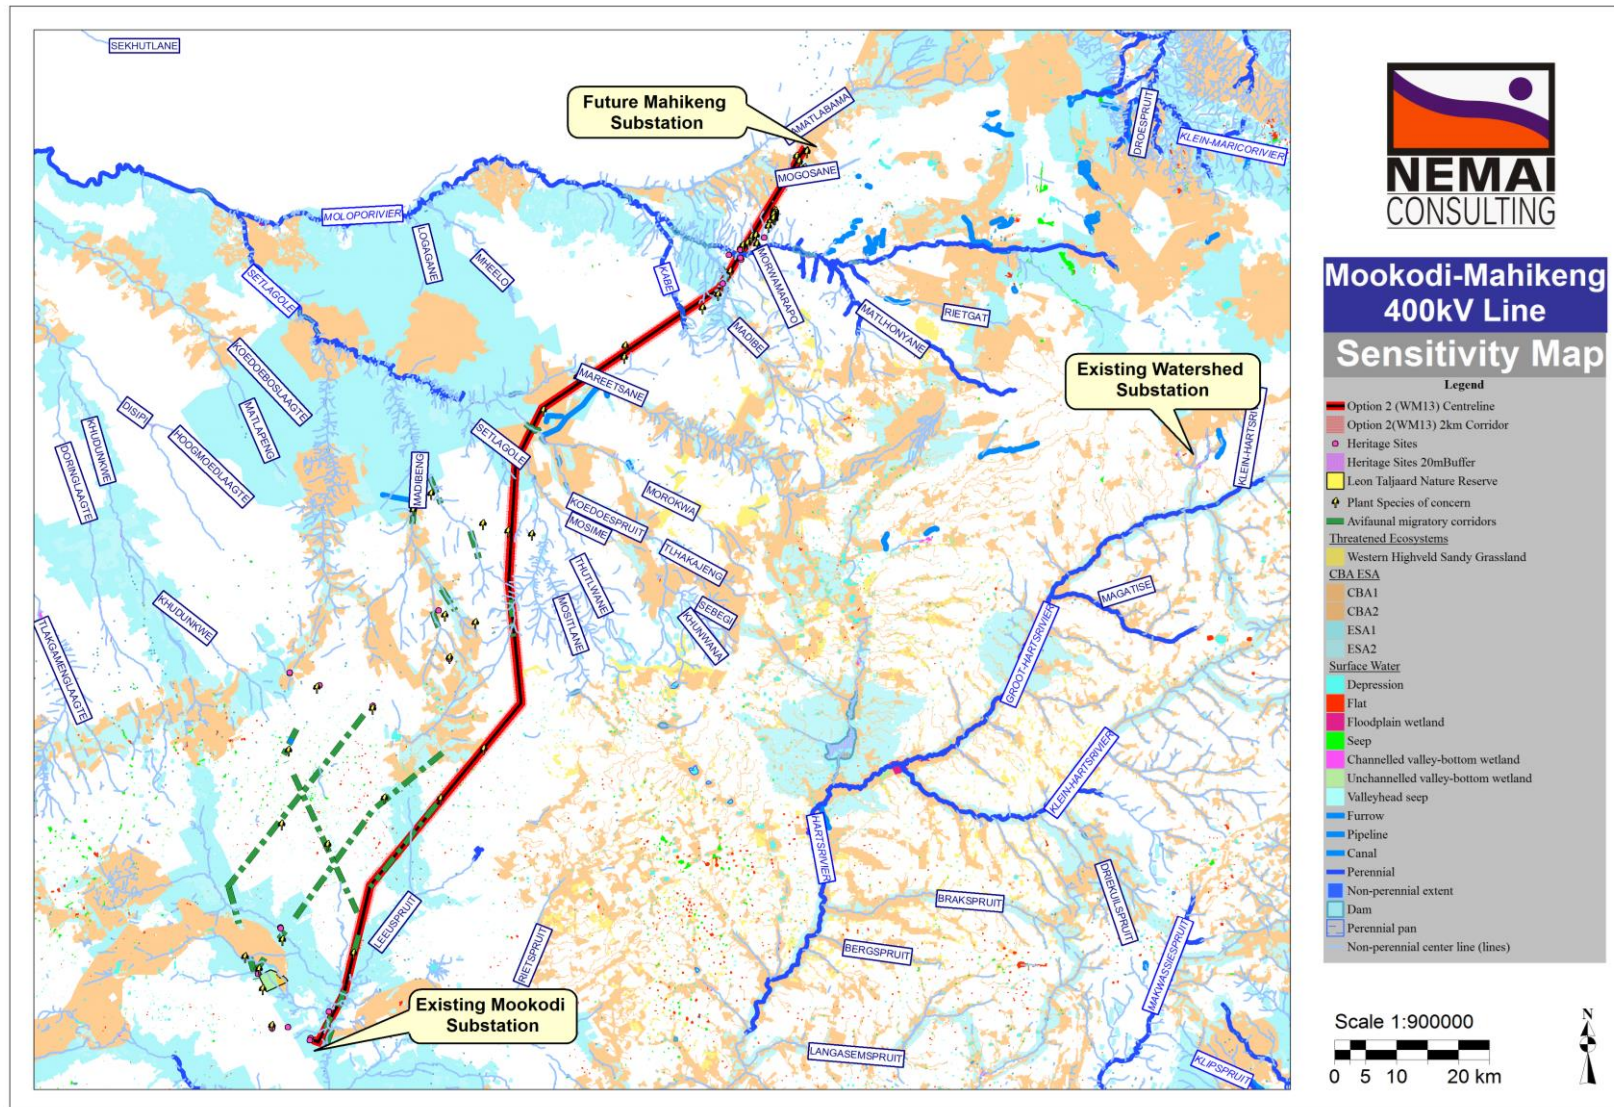 SEKHUTLANE
Future Mahikeng
Substation
AMATLABAMA
DROESPRUIT
KLEIN-MARICORIVIER
MOGOSANE
MOLOPORIVIER
LOGAGANE
MHEELO
SETLAGOLE
KABE
MORWAMARAPO
MADIBE
MATLHONYANE
RIETGAT
Existing Watershed
Substation
KLEIN-HARTSRIV
KOEDOEBOSLAAGTE
MATLAPENG
DISIPI
HOOGMOEDLAAGTE
KHUDUNKWE
DORINGLAAGTE
MAREETSANE
SETLAGOLE
MADIBENG
KOEDOESPRUIT
MOSIME
MOROKWA
TLHAKAJENG
THUTLWANE
MOSITLANE
SEBEGI
KHUNWANA
MAGATISE
GROOT-HARTSRIVIER
KHUDUNKWE
TLAKGAMENGLAAGTE
KLEIN-HARTSRIVIER
HARTSRIVIER
LEEUSPRUIT
RIETSPRUIT
BRAKSPRUIT
DRIEKUILSPRUIT
BERGSPRUIT
MAKWASSIESPRUIT
LANGASEMSPRUIT
KLIPSPRUIT
Existing Mookodi
Substation
NEMAI
CONSULTING
Mookodi-Mahikeng
400kV Line
Sensitivity Map
Legend
Option 2 (WM13) Centreline
Option 2(WM13) 2km Corridor
Heritage Sites
Heritage Sites 20mBuffer
Leon Taljaard Nature Reserve
Plant Species of concern
Avifaunal migratory corridors
Threatened Ecosystems
Western Highveld Sandy Grassland
CBA ESA
CBA1
CBA2
ESA1
ESA2
Surface Water
Depression
Flat
Floodplain wetland
Seep
Channelled valley-bottom wetland
Unchannelled valley-bottom wetland
Valleyhead seep
Furrow
Pipeline
Canal
Perennial
Non-perennial extent
Dam
Perennial pan
Non-perennial center line (lines)
Scale 1:900000
0 5 10 20 km
N